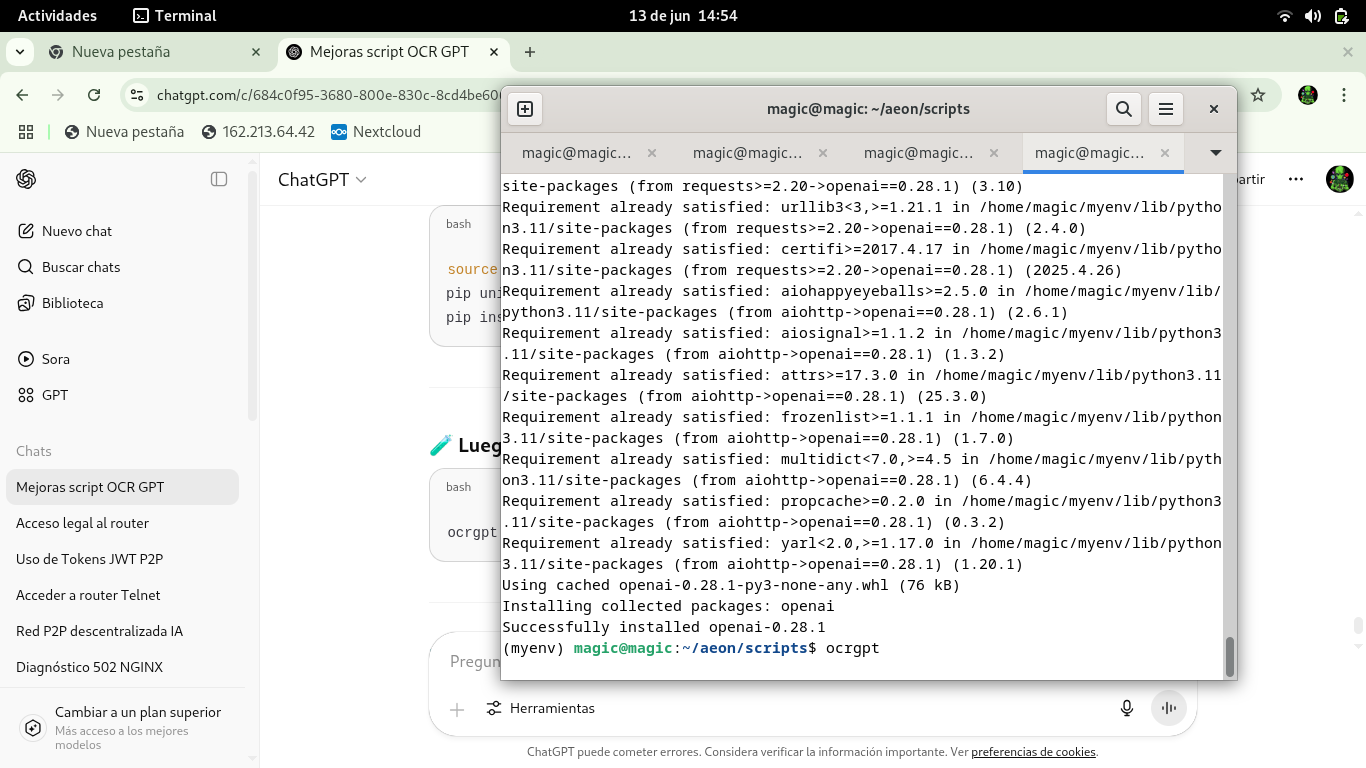 Actividades
Terminal
13 de jun 14:54
Nueva pestaña
Mejoras script OCR GPT
chatgpt.com/c/684c0f95-3680-800e-830c-8cd4be60
Nueva pestaña
162.213.64.42
Nextcloud
ChatGPT
Nuevo chat
Buscar chats
Biblioteca
Sora
GPT
Chats
Mejoras script OCR GPT
Acceso legal al router
Uso de Tokens JWT P2P
Acceder a router Telnet
Red P2P descentralizada IA
Diagnóstico 502 NGINX
Cambiar a un plan superior
Más acceso a los mejores
modelos
bash
source
pip uni
pip ins
Lueg
bash
ocrgpt
Pregun
Herramientas
ChatGPT puede cometer errores. Considera verificar la información importante. Ver preferencias de cookies.
artir
magic@magic: ~/aeon/scripts
magic@magic...
magic@magic...
magic@magic...
magic@magic...
site-packages (from requests>=2.20->openai==0.28.1) (3.10)
Requirement already satisfied: urllib3<3,>=1.21.1 in /home/magic/myenv/lib/pytho
n3.11/site-packages (from requests>=2.20->openai==0.28.1) (2.4.0)
Requirement already satisfied: certifi>=2017.4.17 in /home/magic/myenv/lib/pytho
n3.11/site-packages (from requests>=2.20->openai==0.28.1) (2025.4.26)
Requirement already satisfied: aiohappyeyeballs>=2.5.0 in /home/magic/myenv/lib/
python3.11/site-packages (from aiohttp->openai==0.28.1) (2.6.1)
Requirement already satisfied: aiosignal>=1.1.2 in /home/magic/myenv/lib/python3
.11/site-packages (from aiohttp->openai==0.28.1) (1.3.2)
Requirement already satisfied: attrs>=17.3.0 in /home/magic/myenv/lib/python3.11
/site-packages (from aiohttp->openai==0.28.1) (25.3.0)
Requirement already satisfied: frozenlist>=1.1.1 in /home/magic/myenv/lib/python
3.11/site-packages (from aiohttp->openai==0.28.1) (1.7.0)
Requirement already satisfied: multidict<7.0,>=4.5 in /home/magic/myenv/lib/pyth
on3.11/site-packages (from aiohttp->openai==0.28.1) (6.4.4)
Requirement already satisfied: propcache>=0.2.0 in /home/magic/myenv/lib/python3
.11/site-packages (from aiohttp->openai==0.28.1) (0.3.2)
Requirement already satisfied: yarl<2.0,>=1.17.0 in /home/magic/myenv/lib/python
3.11/site-packages (from aiohttp->openai==0.28.1) (1.20.1)
Using cached openai-0.28.1-py3-none-any.whl (76 kB)
Installing collected packages: openai
Successfully installed openai-0.28.1
(myenv) magic@magic:~/aeon/scripts$ ocrgpt